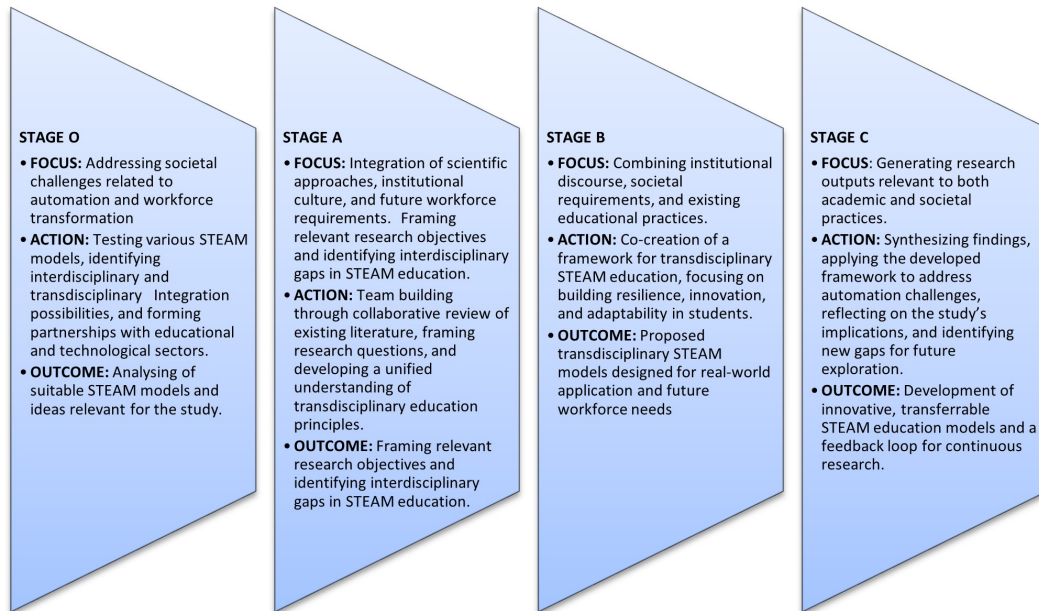 STAGE O
• FOCUS: Addressing societal
challenges related to
automation and workforce
transformation
• ACTION: Testing various STEAM
models, identifying
interdisciplinary and
transdisciplinary Integration
possibilities, and forming
partnerships with educational
and technological sectors.
• OUTCOME: Analysing of
suitable STEAM models and
ideas relevant for the study.
STAGE A
• FOCUS: Integration of scientific
approaches, institutional
culture, and future workforce
requirements. Framing
relevant research objectives
and identifying interdisciplinary
gaps in STEAM education.
• ACTION: Team building
through collaborative review of
existing literature, framing
research questions, and
developing a unified
understanding of
transdisciplinary education
principles.
• OUTCOME: Framing relevant
research objectives and
identifying interdisciplinary
gaps in STEAM education.
STAGE B
• FOCUS: Combining institutional
discourse, societal
requirements, and existing
educational practices.
• ACTION: Co-creation of a
framework for transdisciplinary
STEAM education, focusing on
building resilience, innovation,
and adaptability in students.
• OUTCOME: Proposed
transdisciplinary STEAM
models designed for real-world
application and future
workforce needs
STAGE C
• FOCUS: Generating research
outputs relevant to both
academic and societal
practices.
• ACTION: Synthesizing findings,
applying the developed
framework to address
automation challenges,
reflecting on the study's
implications, and identifying
new gaps for future
exploration.
• OUTCOME: Development of
innovative, transferrable
STEAM education models and a
feedback loop for continuous
research.